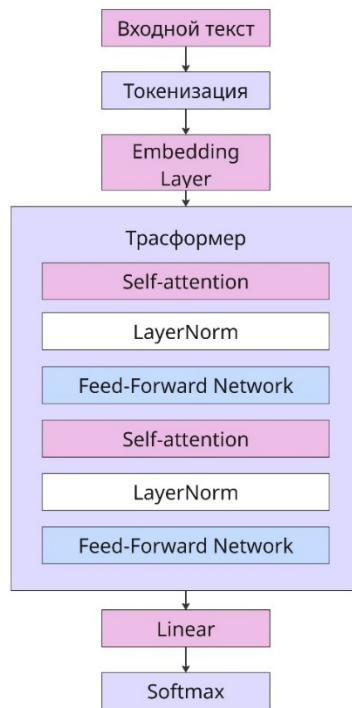 Входной текст
Токенизация
Embedding
Layer
Трасформер
Self-attention
LayerNorm
Feed-Forward Network
Self-attention
LayerNorm
Feed-Forward Network
Linear
Softmax